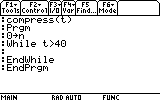 F1▾ F2▾ F3▾ F4▾ F5 F6▾
Tools Control I/O Var Find... Mode
:compress(t)
:Prgm
:0→n
:While t>40
:
:EndWhile
:EndPrgm
MAIN RAD AUTO FUNC